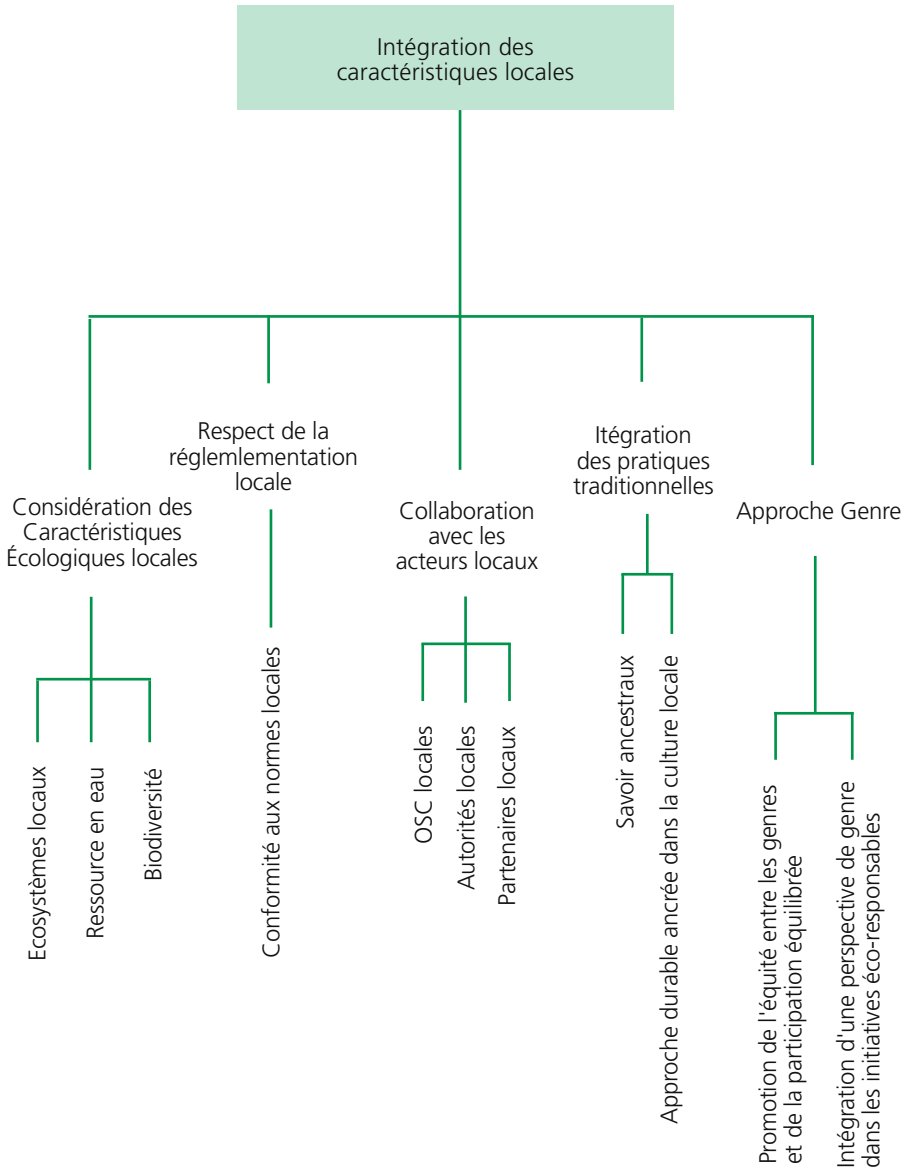 Intégration des
caractéristiques locales
Considération des
Caractéristiques
Écologiques locales
Ecosystèmes locaux
Ressource en eau
Biodiversité
Respect de la
réglemlementation
locale
Conformité aux normes locales
Collaboration
avec les
acteurs locaux
OSC locales
Autorités locales
Partenaires locaux
Itégration
des pratiques
traditionnelles
Savoir ancestraux
Approche durable ancrée dans la culture locale
Approche Genre
Promotion de l'équité entre les genres
et de la participation équilibrée
Intégration d'une perspective de genre
dans les initiatives éco-responsables